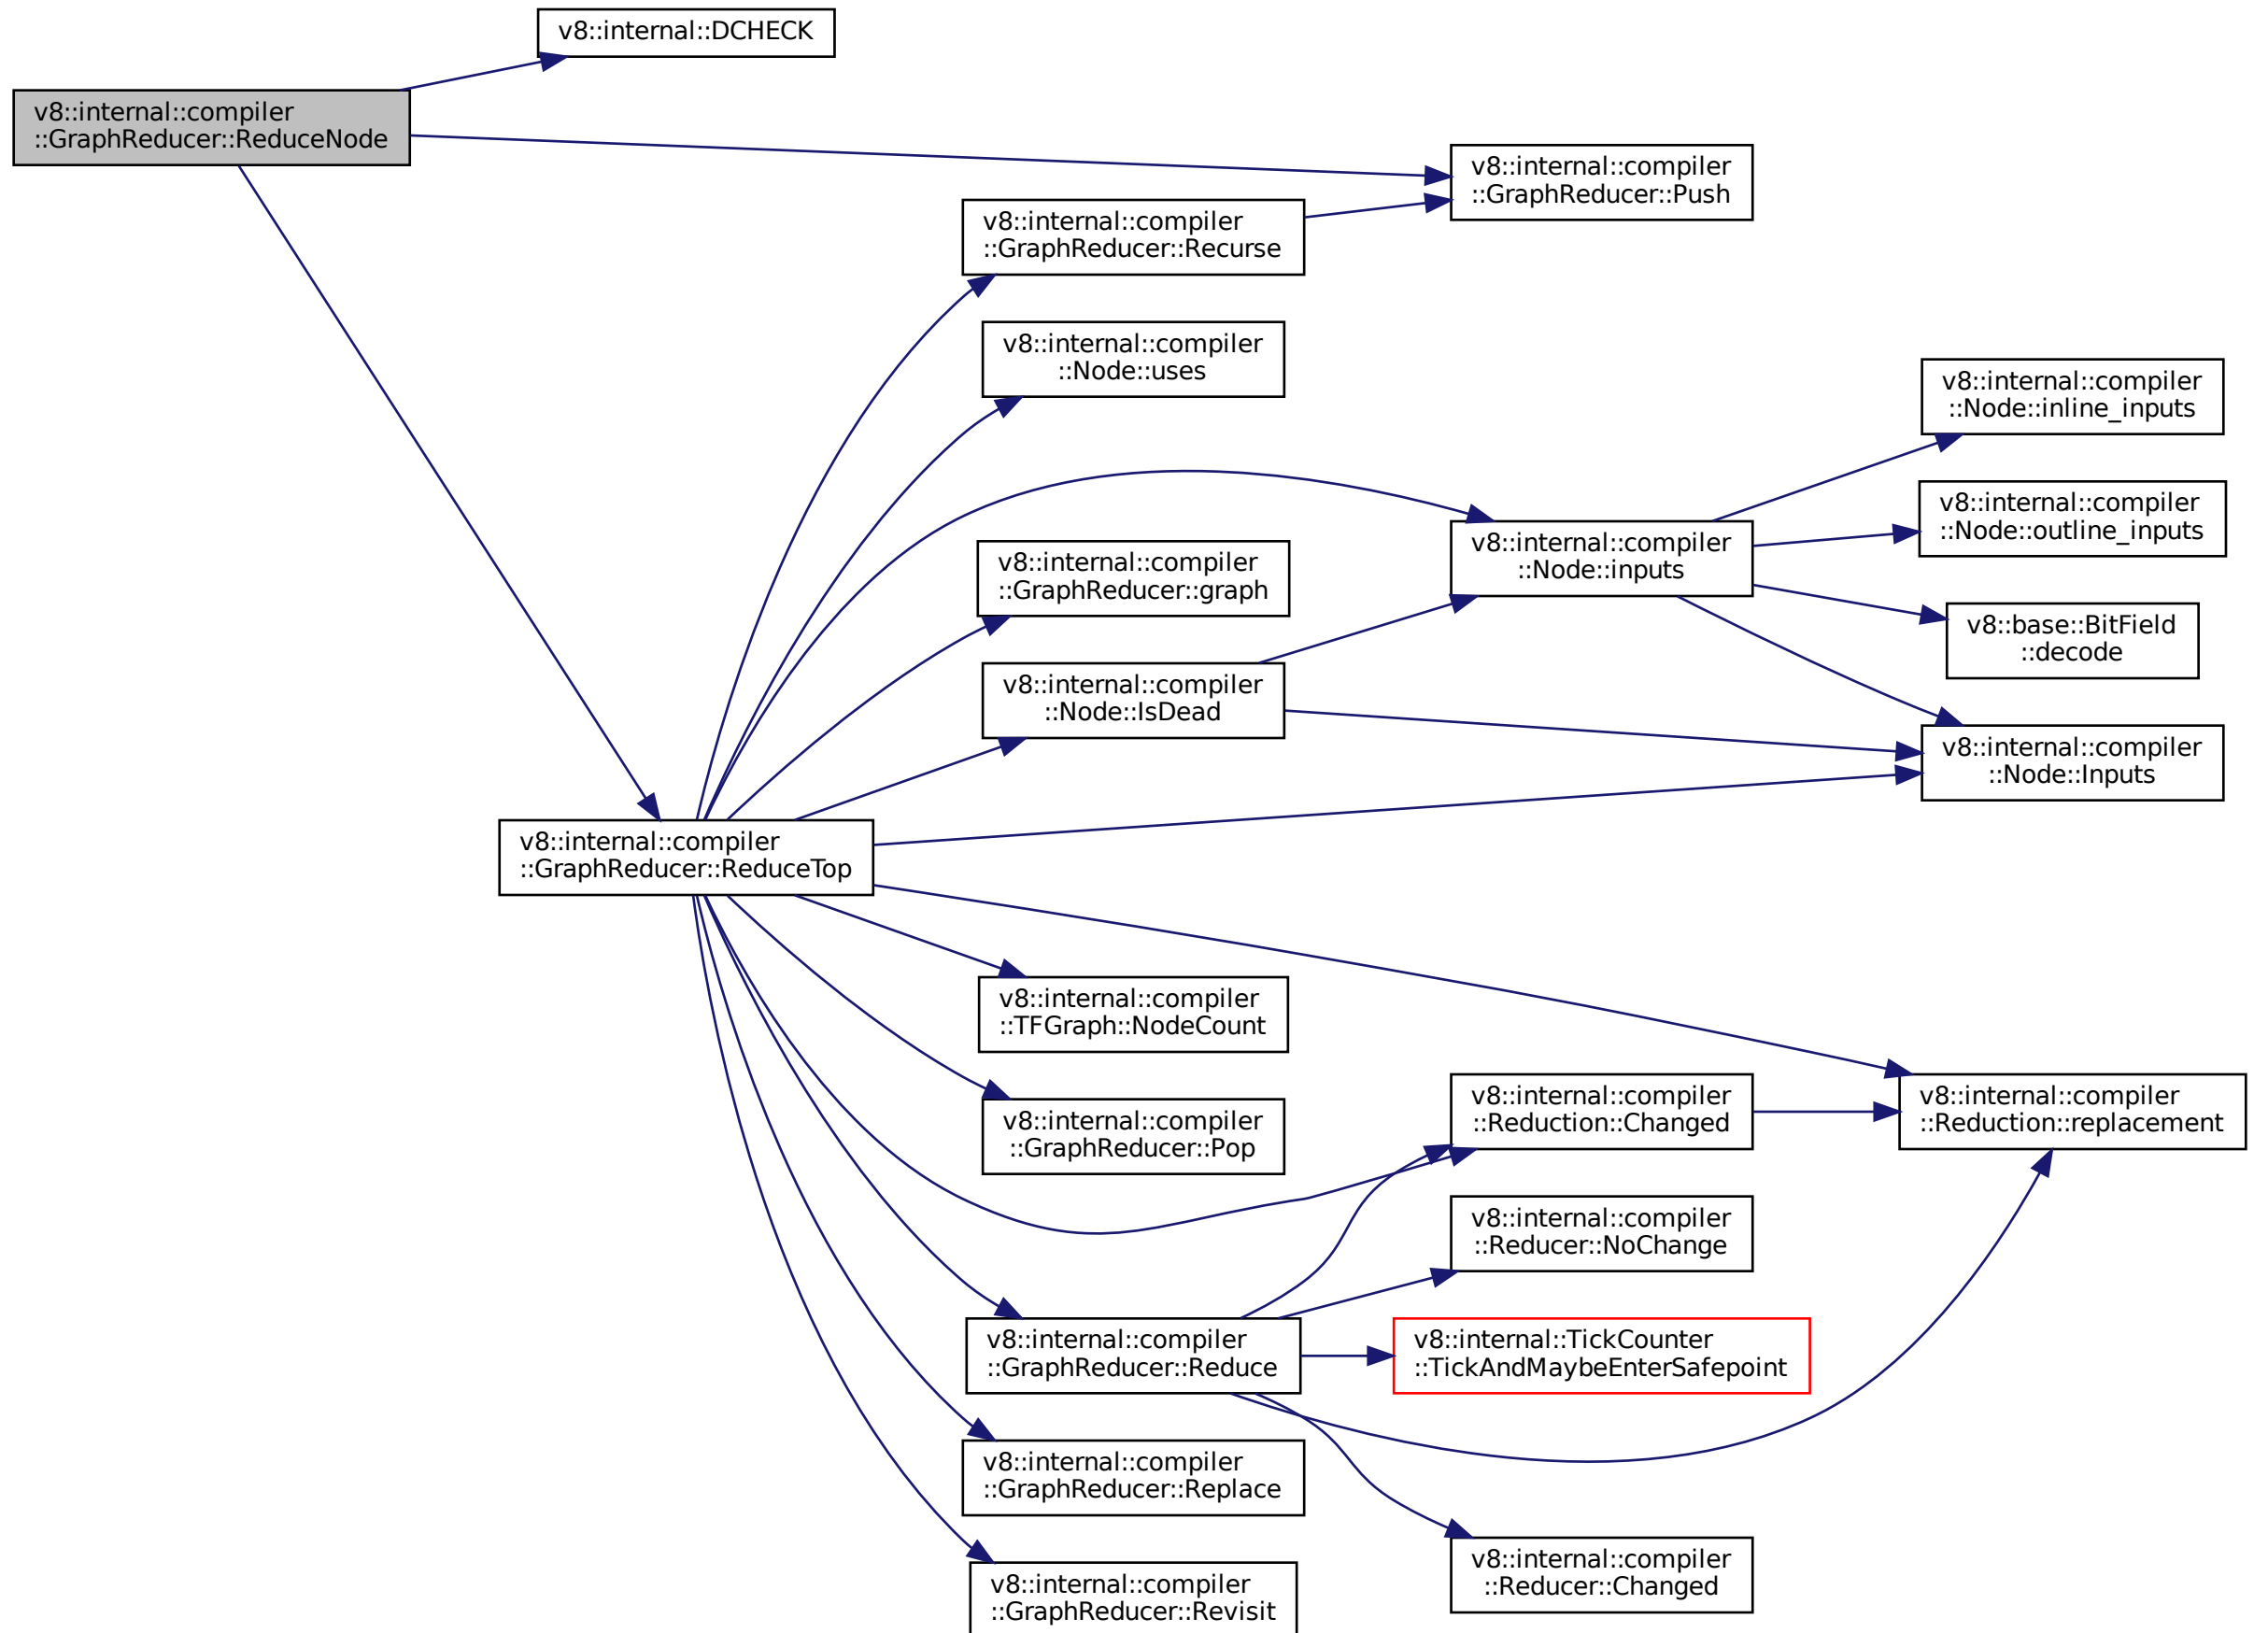 v8::internal::DCHECK
v8::internal::compiler
::GraphReducer::ReduceNode
v8::internal::compiler
::GraphReducer::Push
v8::internal::compiler
::GraphReducer::Recurse
v8::internal::compiler
::Node::uses
v8::internal::compiler
::Node::inline_inputs
v8::internal::compiler
::Node::outline_inputs
v8::internal::compiler
::Node::inputs
v8::internal::compiler
::GraphReducer::graph
v8::base::BitField
::decode
v8::internal::compiler
::Node::IsDead
v8::internal::compiler
::Node::Inputs
v8::internal::compiler
::GraphReducer::ReduceTop
v8::internal::compiler
::TFGraph::NodeCount
v8::internal::compiler
::Reduction::Changed
v8::internal::compiler
::Reduction::replacement
v8::internal::compiler
::GraphReducer::Pop
v8::internal::compiler
::Reducer::NoChange
v8::internal::compiler
::GraphReducer::Reduce
v8::internal::TickCounter
::TickAndMaybeEnterSafepoint
v8::internal::compiler
::GraphReducer::Replace
v8::internal::compiler
::Reducer::Changed
v8::internal::compiler
::GraphReducer::Revisit